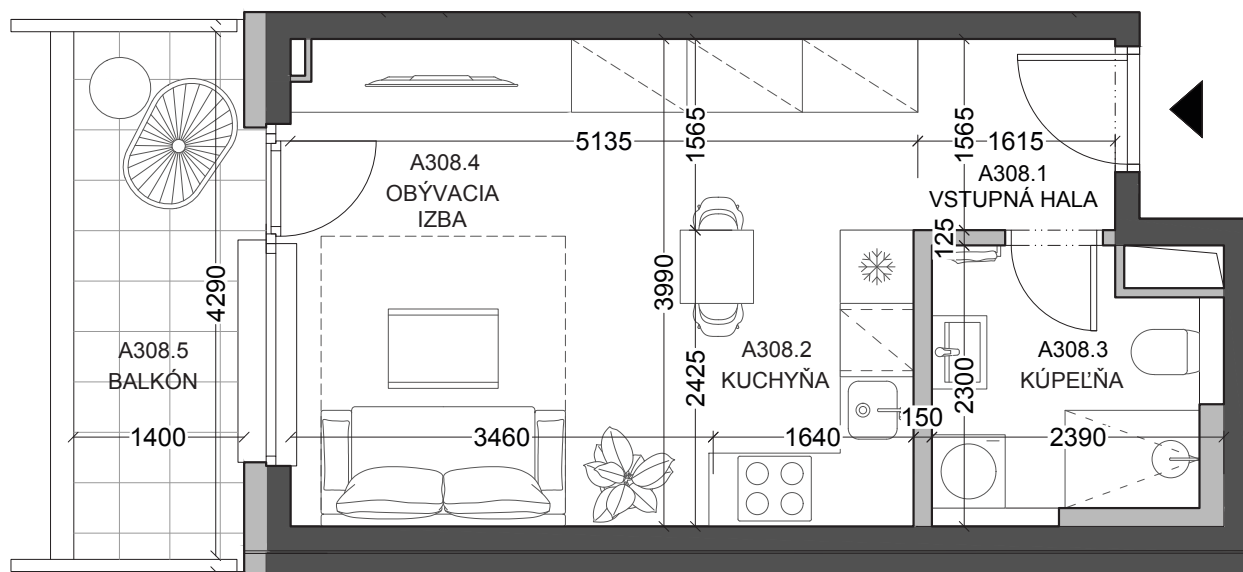 5135
1565
1565
1615
A308.4
OBÝVACIA
IZBA
A308.1
VSTUPNÁ HALA
125
4290
3990
A308.5
BALKÓN
A308.2
KUCHYŇA
A308.3
KÚPEĽŇA
2425
2300
150
1400
3460
1640
2390